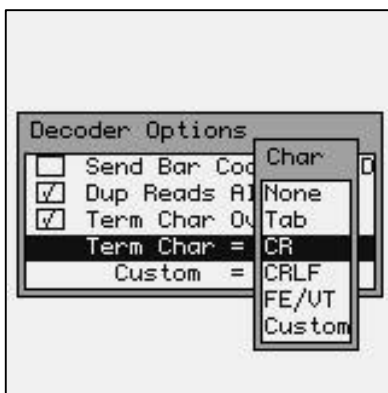 Decoder Options
Send Bar Cod D
Dup Reads Al
Term Char Ov
Term Char =
Custom =
Char
None
Tab
CR
CRLF
FE/VT
Custom